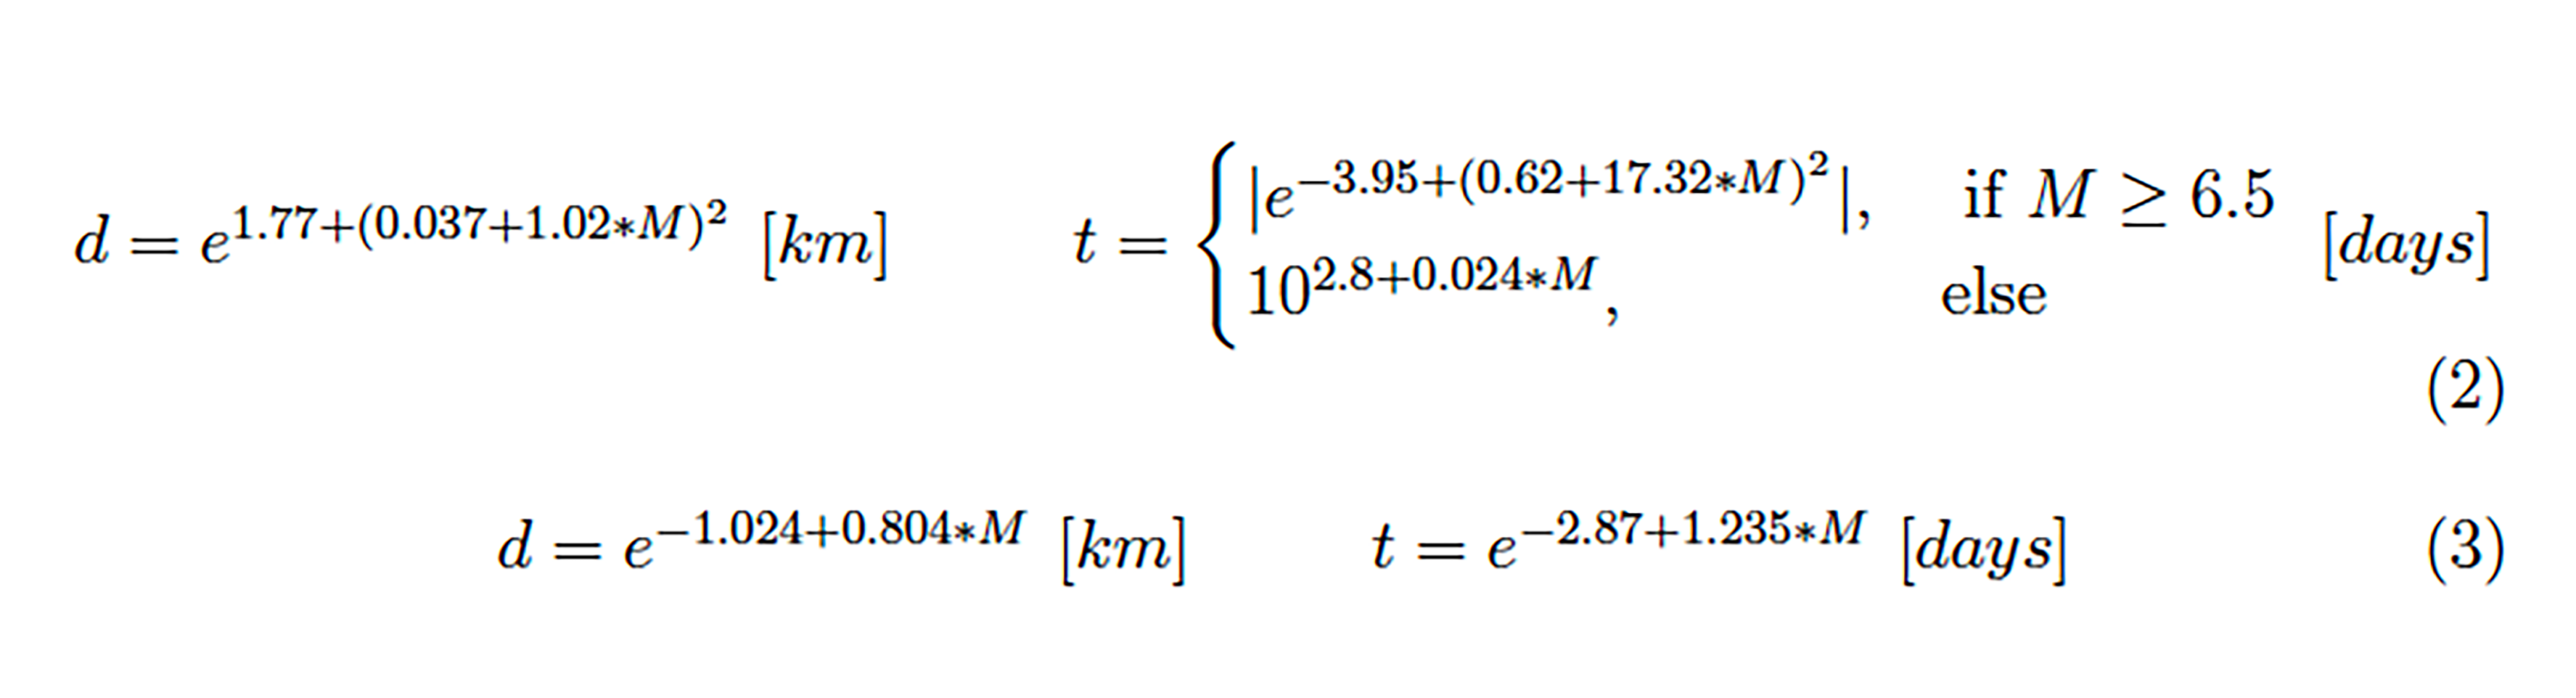 d = e^{1.77+(0.037+1.02*M)^2} [km] t = { |e^{-3.95+(0.62+17.32*M)^2}|, if M ≥ 6.5 [days]
10^{2.8+0.024*M}, else
(2)
d = e^{-1.024+0.804*M} [km] t = e^{-2.87+1.235*M} [days] (3)